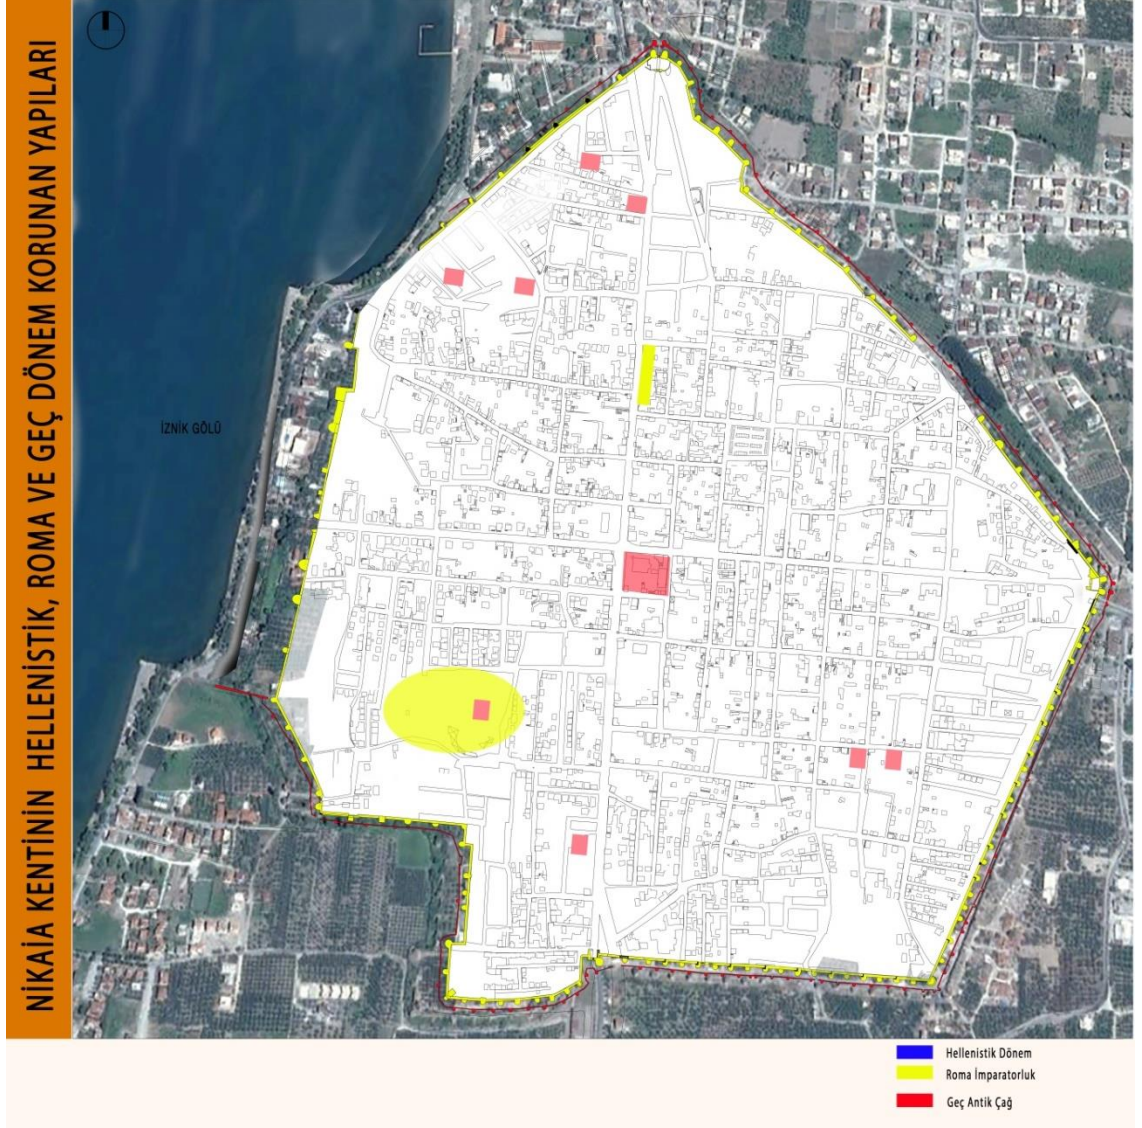 NİKAİA KENTİNİN HELLENİSTİK, ROMA VE GEÇ DÖNEM KORUNAN YAPILARI
İZNİK GÖLÜ
Hellenistik Dönem
Roma İmparatorluk
Geç Antik Çağ